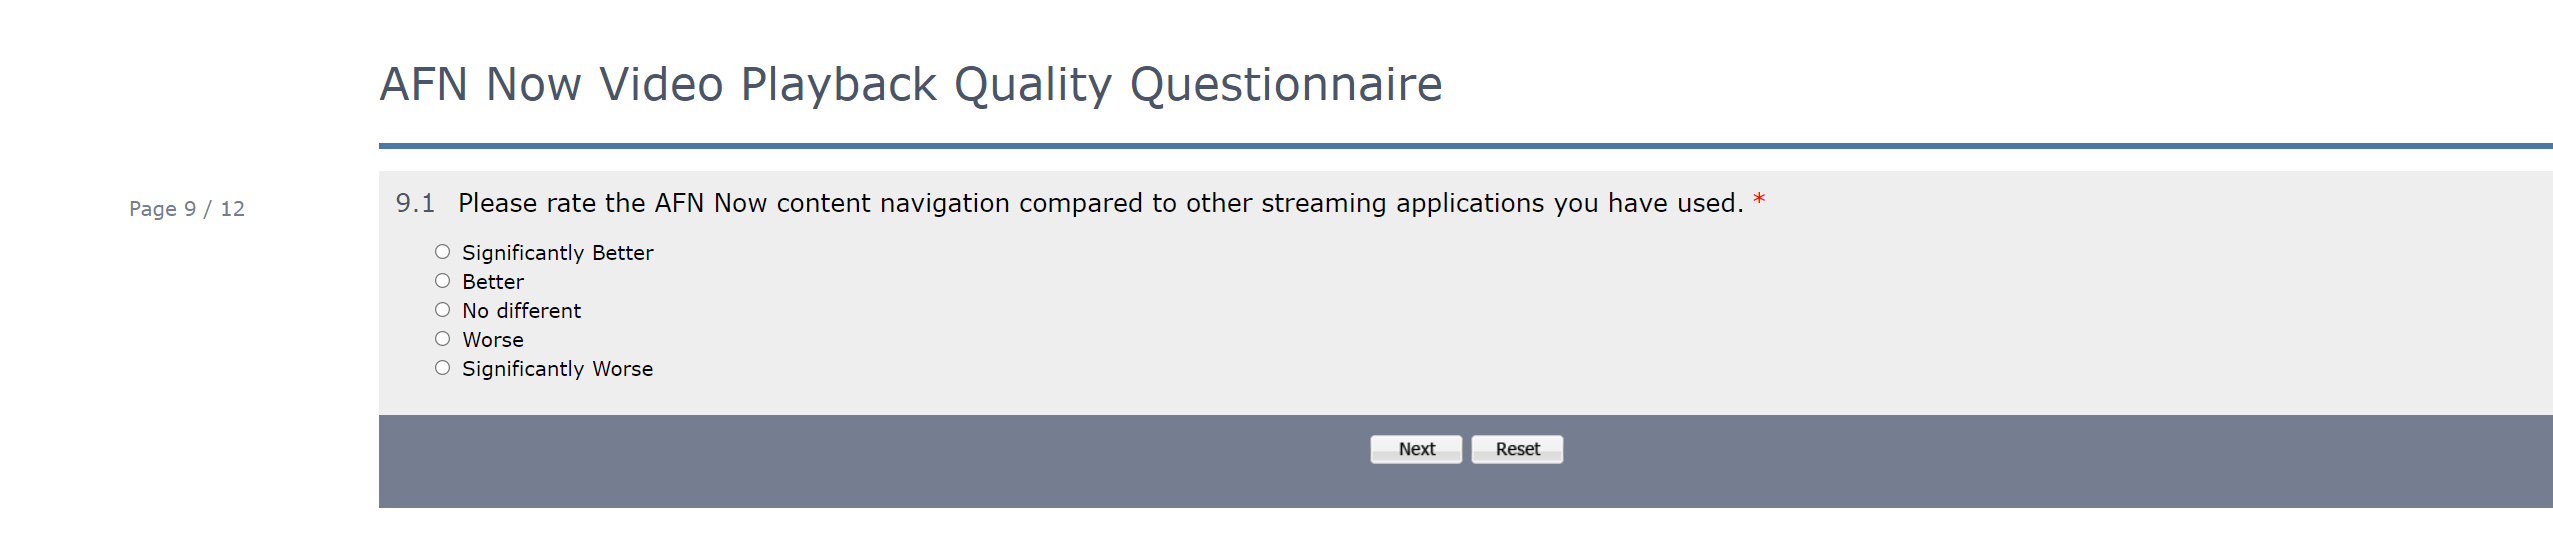 AFN Now Video Playback Quality Questionnaire
Page 9 / 12
9.1 Please rate the AFN Now content navigation compared to other streaming applications you have used. *
Significantly Better
Better
No different
Worse
Significantly Worse
Next Reset